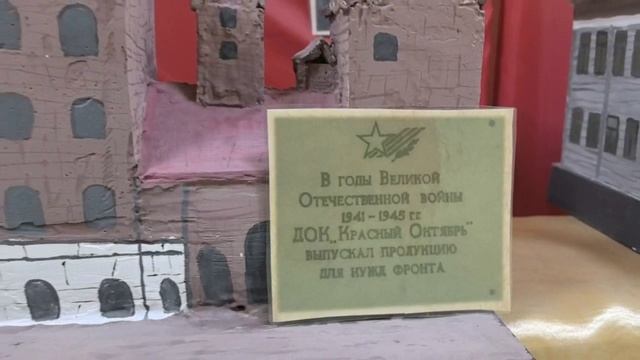 В годы Великой
Отечественной войны
1941-1945 гг.
ДОК „Красный Октябрь"
выпускал продукцию
для нужд фронта